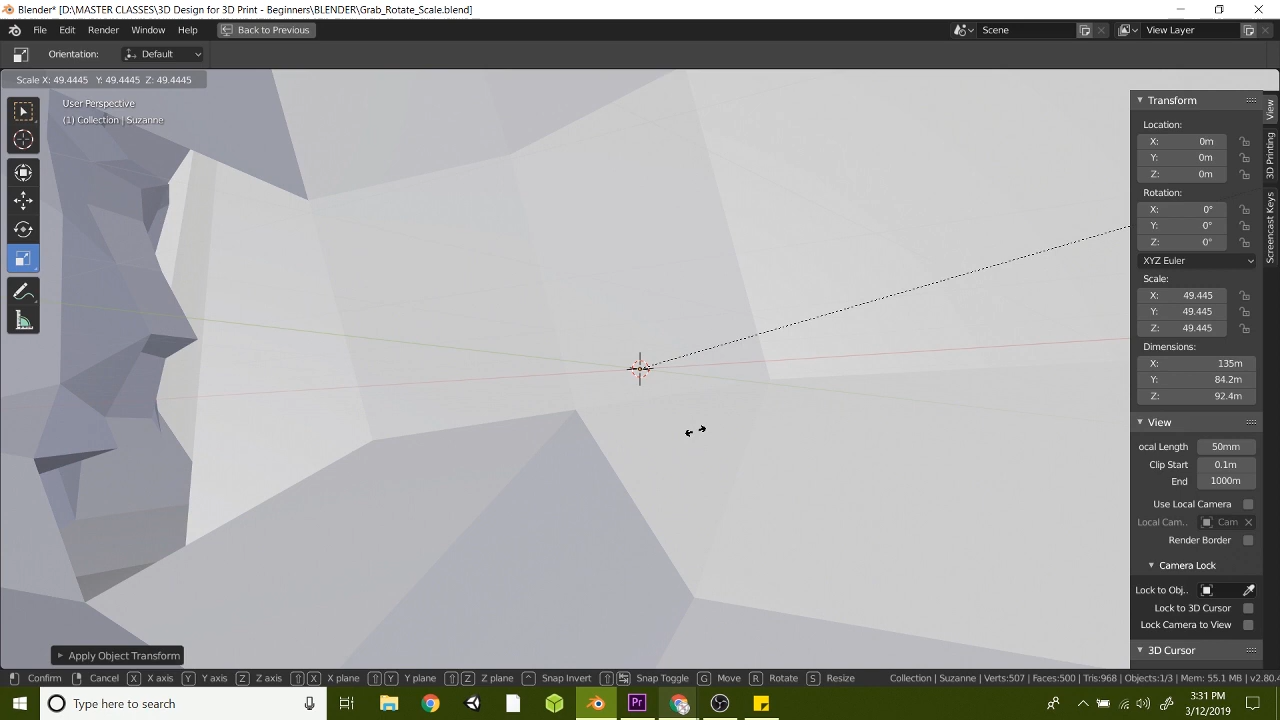 Blender* [D:\MASTER CLASSES\3D Design for 3D Print - Beginners\BLENDER\Grab_Rotate_Scale.blend]
File Edit Render Window Help Back to Previous Scene View Layer
Orientation: Default
Scale X: 49.4445 Y: 49.4445 Z: 49.4445
User Perspective
(1) Collection | Suzanne
Transform
Location:
X: 0m
Y: 0m
Z: 0m
Rotation:
X: 0°
Y: 0°
Z: 0°
XYZ Euler
Scale:
X: 49.445
Y: 49.445
Z: 49.445
Dimensions:
X: 135m
Y: 84.2m
Z: 92.4m
View
ocal Length 50mm
Clip Start 0.1m
End 1000m
Use Local Camera
Local Cam.. Cam
Render Border
Camera Lock
Lock to Obj..
Lock to 3D Cursor
Lock Camera to View
3D Cursor
View
3D Printing
Screencast Keys
Apply Object Transform
Confirm Cancel X X axis Y Y axis Z Z axis X X plane Y Y plane Z Z plane Snap Invert Snap Toggle G Move R Rotate S Resize Collection | Suzanne | Verts:507 | Faces:500 | Tris:968 | Objects:1/3 | Mem: 55.1 MB | v2.80.
Type here to search
Pr
3:31 PM
3/12/2019